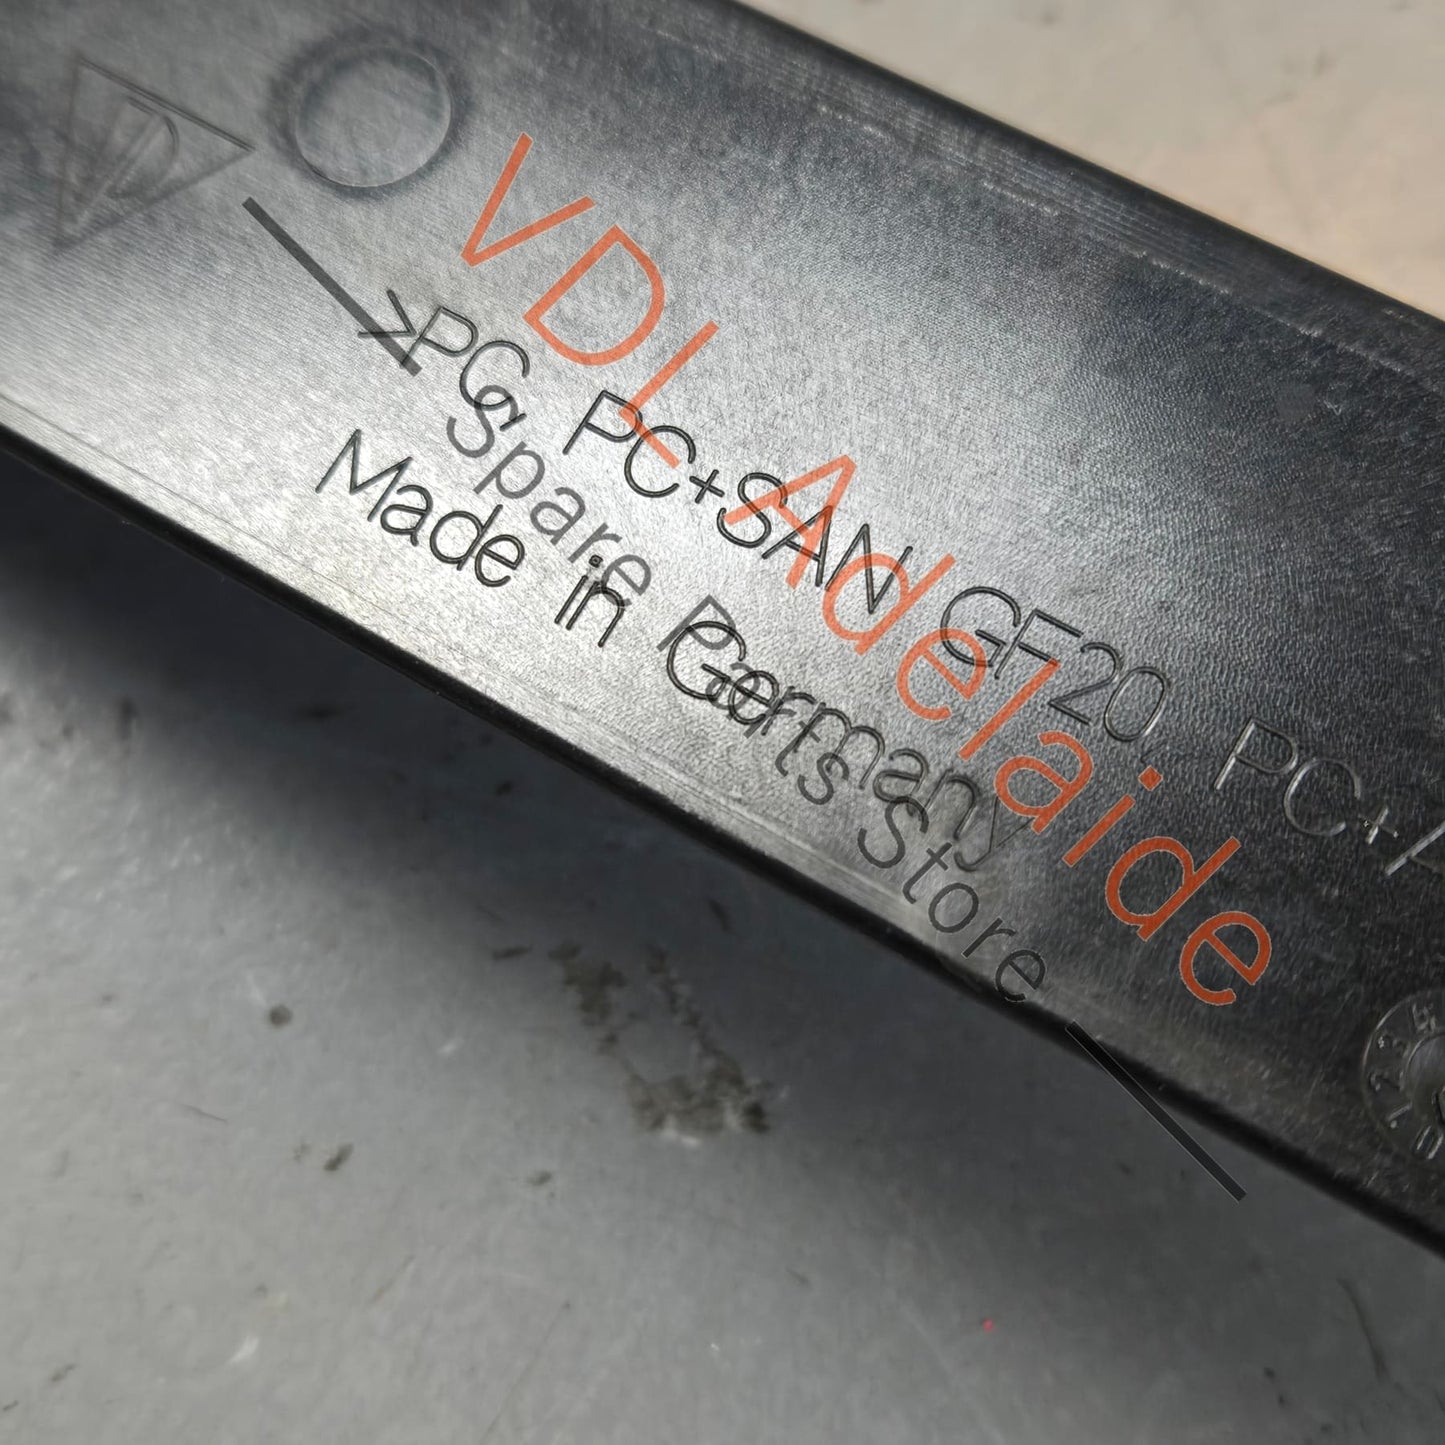 >PC, PC+SAN GF20, PC+A
Made in Germany
VDL Adelaide
Spare Parts Store